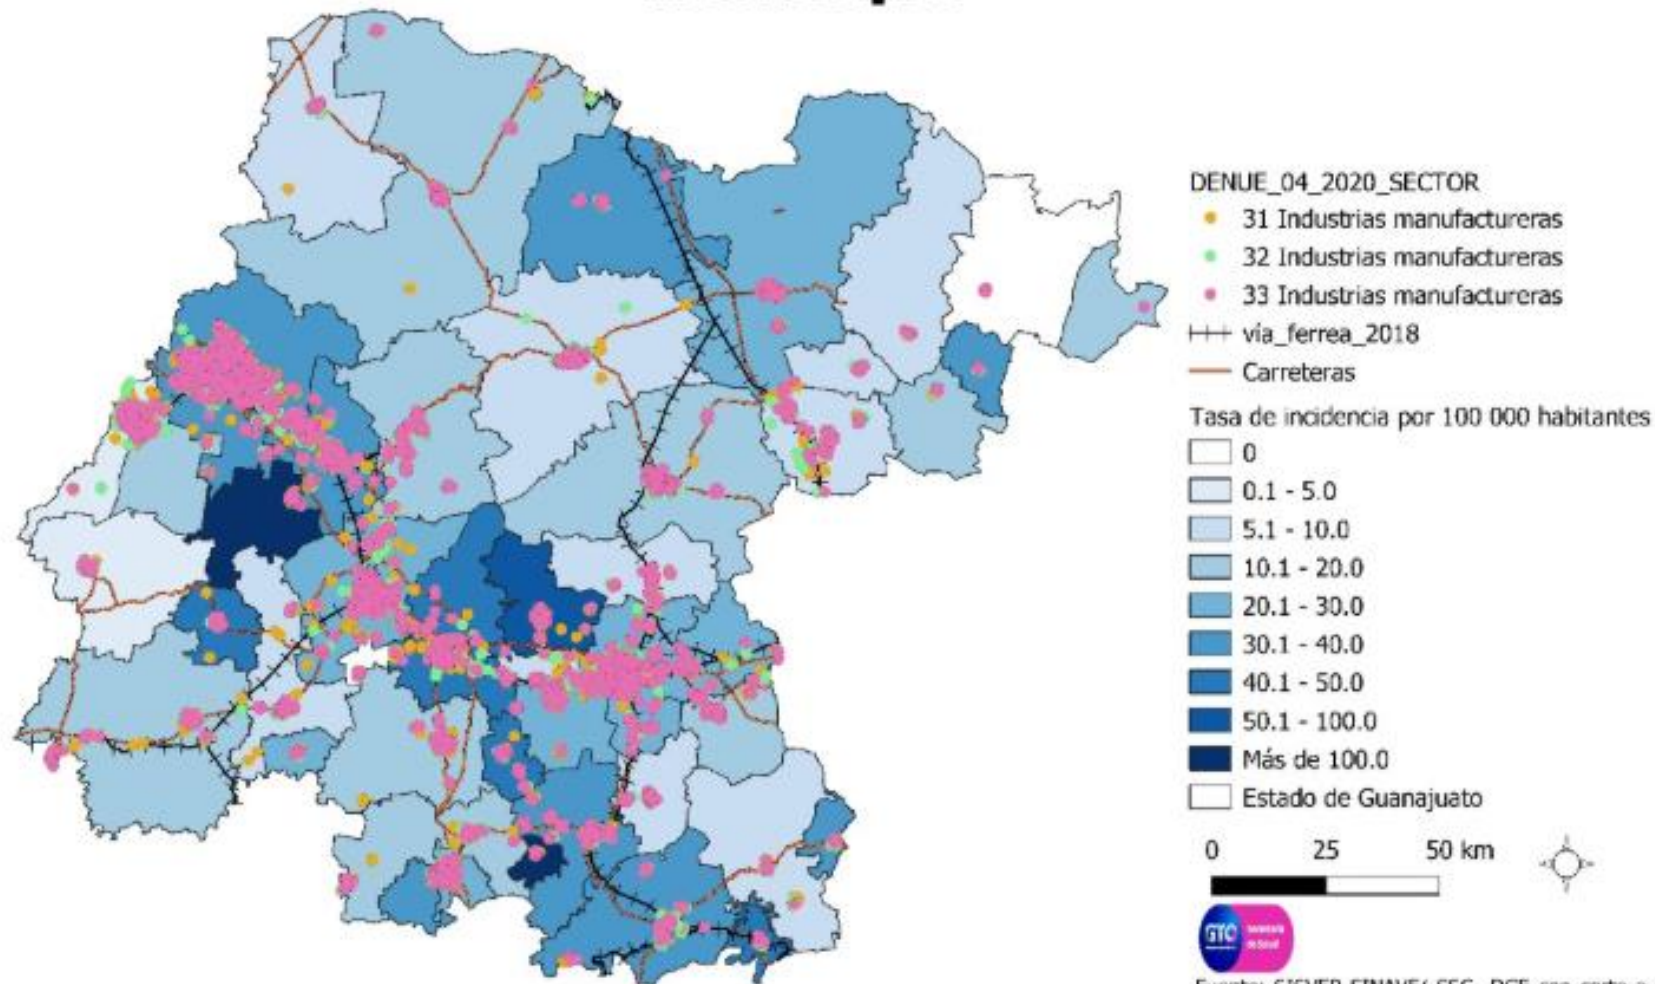 DENUE_04_2020_SECTOR
31 Industrias manufactureras
32 Industrias manufactureras
33 Industrias manufactureras
vía_ferrea_2018
Carreteras
Tasa de incidencia por 100 000 habitantes
0
0.1 - 5.0
5.1 - 10.0
10.1 - 20.0
20.1 - 30.0
30.1 - 40.0
40.1 - 50.0
50.1 - 100.0
Más de 100.0
Estado de Guanajuato
0 25 50 km
GTO